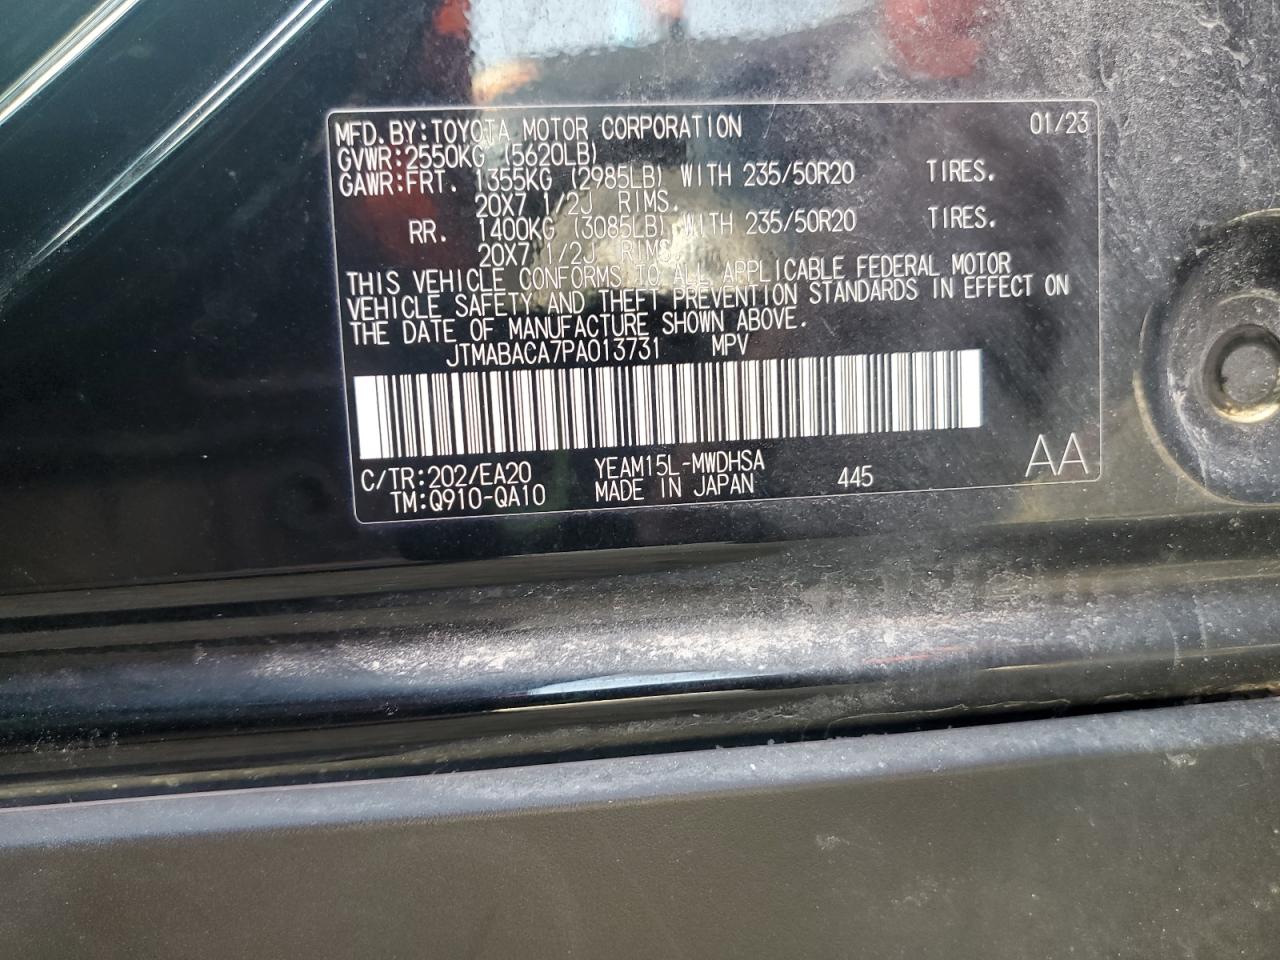 MFD.BY:TOYOTA MOTOR CORPORATION 01/23
GVWR:2550KG (5620LB)
GAWR:FRT. 1355KG (2985LB) WITH 235/50R20 TIRES.
20X7 1/2J RIMS.
RR. 1400KG (3085LB) WITH 235/50R20 TIRES.
20X7 1/2J RIMS.
THIS VEHICLE CONFORMS TO ALL APPLICABLE FEDERAL MOTOR
VEHICLE SAFETY AND THEFT PREVENTION STANDARDS IN EFFECT ON
THE DATE OF MANUFACTURE SHOWN ABOVE.
JTMABACA7PA013731 MPV
C/TR:202/EA20 YEAM15L-MWDHSA
TM:Q910-QA10 MADE IN JAPAN 445 AA